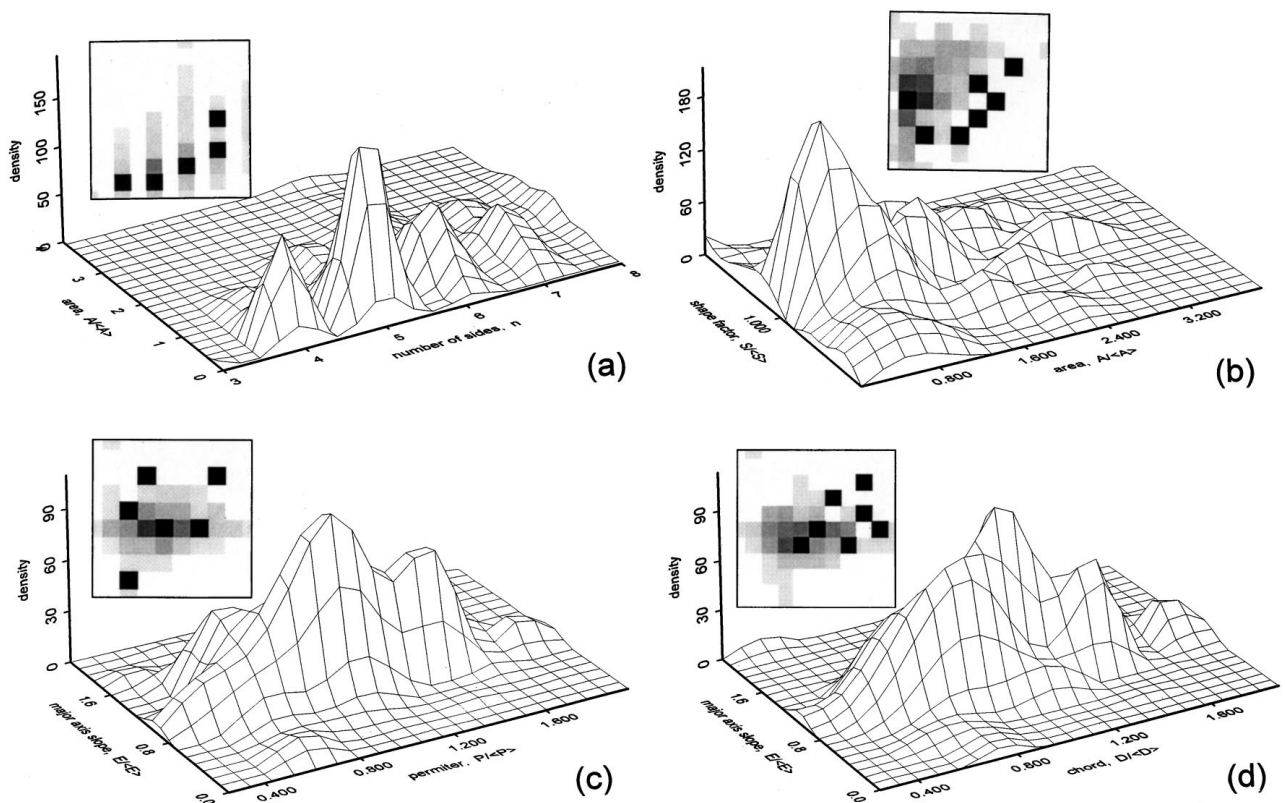 density
150
100
50
0
3
2
1
0
area, A/<A>
3
4
5
6
7
8
number of sides, n
(a)
density
180
120
60
0
1.000
shape factor, S/<S>
0.800
1.600
2.400
3.200
area, A/<A>
(b)
density
90
60
30
0
1.6
0.8
0.0
major axis slope, E/<E>
0.400
0.800
1.200
1.600
permiter, P/<P>
(c)
density
90
60
30
0
1.6
0.8
0.0
major axis slope, E/<E>
0.400
0.800
1.200
1.600
chord, D/<D>
(d)